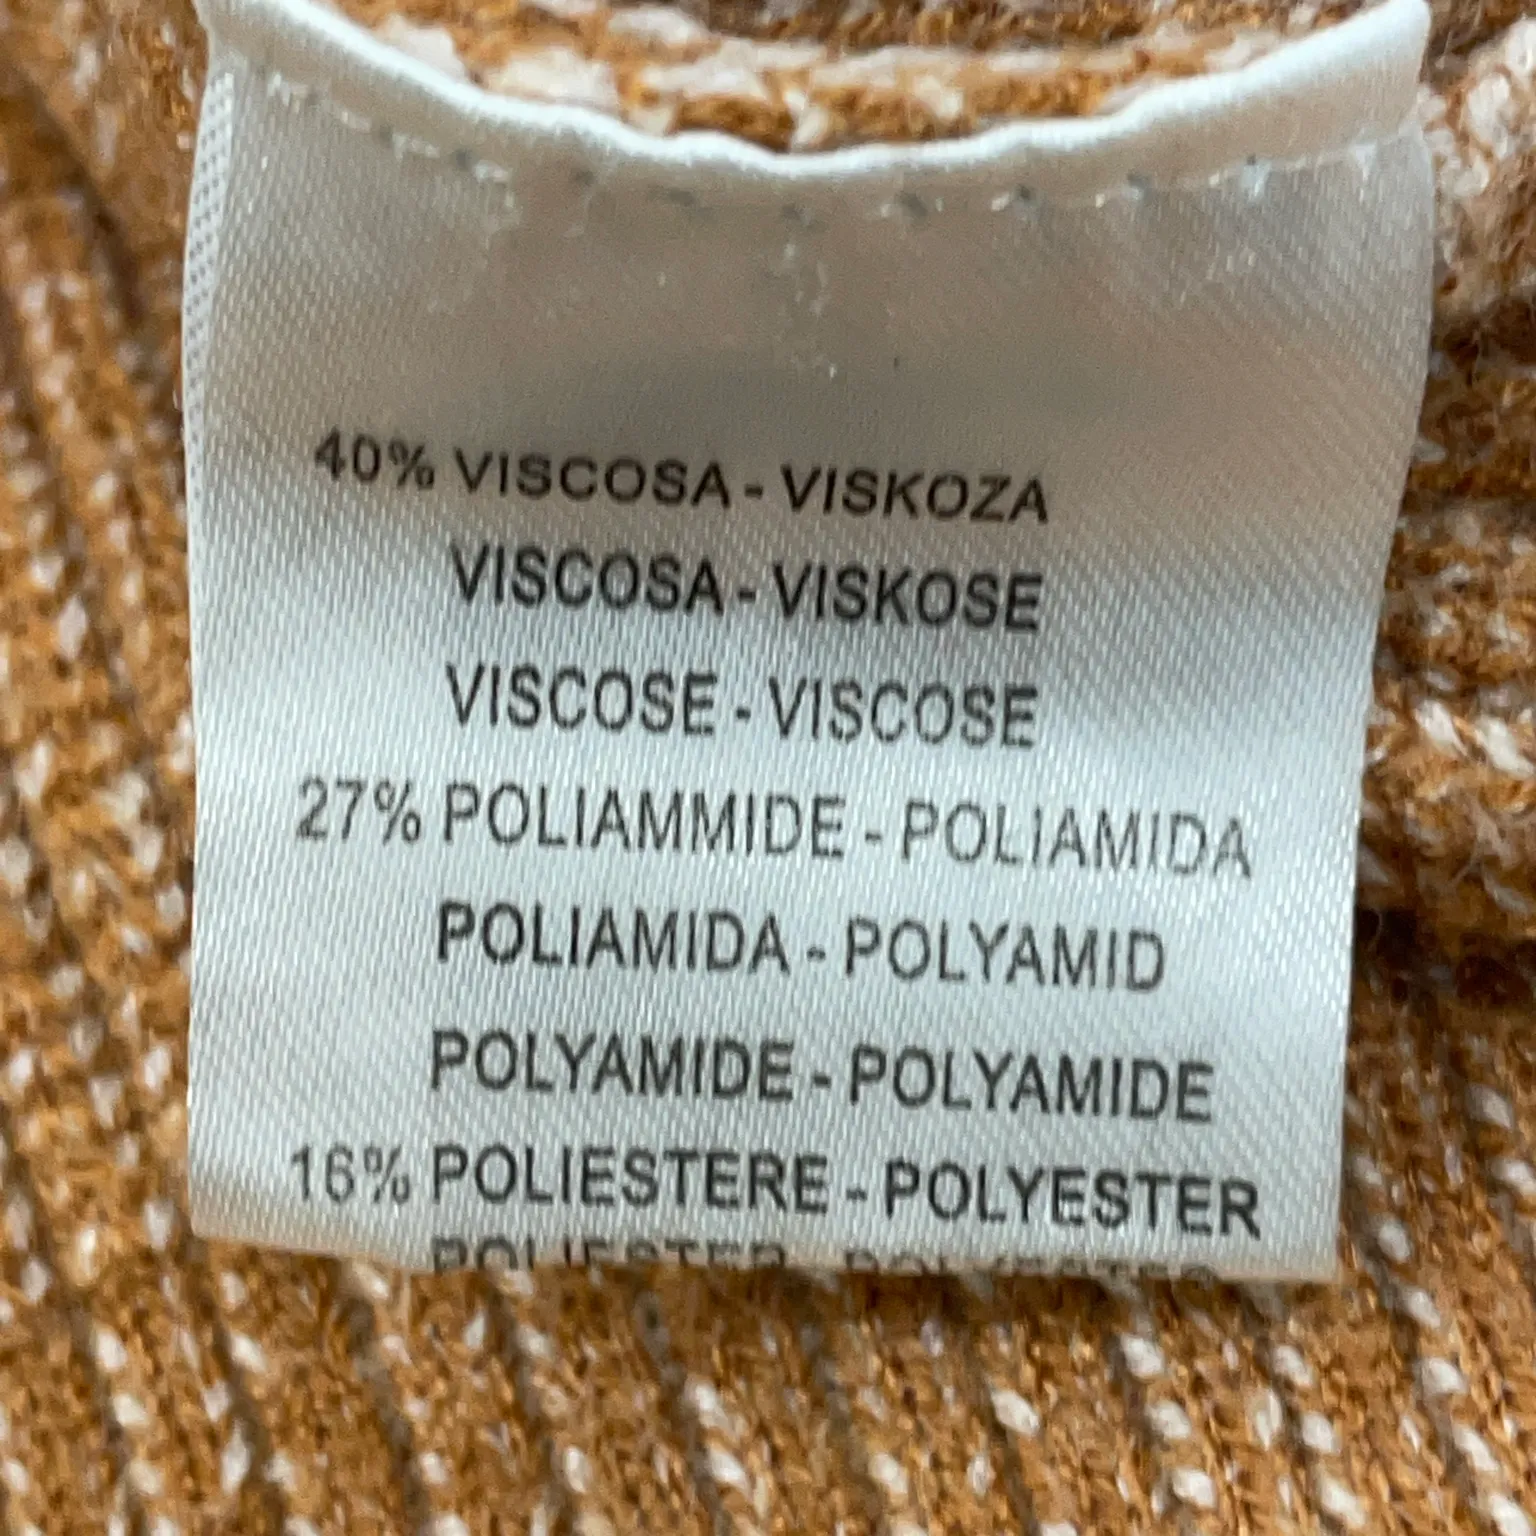 40% VISCOSA - VISKOZA
VISCOSA - VISKOSE
VISCOSE - VISCOSE
27% POLIAMMIDE - POLIAMIDA
POLIAMIDA - POLYAMID
POLYAMIDE - POLYAMIDE
16% POLIESTERE - POLYESTER